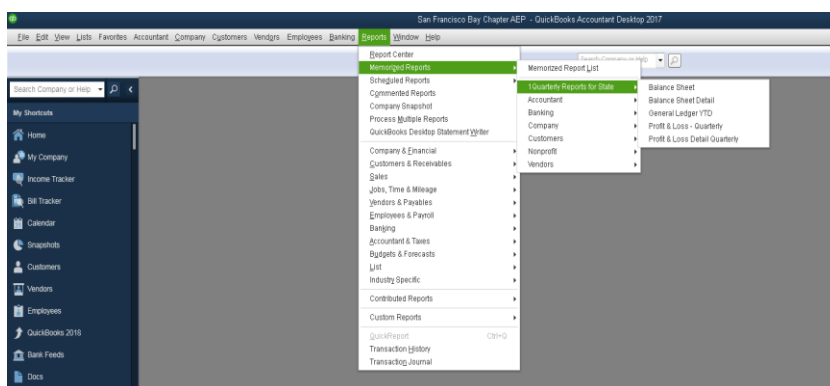 San Francisco Bay Chapter AEP - QuickBooks Accountant Desktop 2017
File Edit View Lists Favorites Accountant Company Customers Vendors Employees Banking Reports Window Help
Search Company or Help
Search Company or Help
My Shortcuts
Home
My Company
Income Tracker
Bill Tracker
Calendar
Snapshots
Customers
Vendors
Employees
QuickBooks 2018
Bank Feeds
Docs
Report Center
Memorized Reports
Scheduled Reports
Commented Reports
Company Snapshot
Process Multiple Reports
QuickBooks Desktop Statement Writer
Company & Financial
Customers & Receivables
Sales
Jobs, Time & Mileage
Vendors & Payables
Employees & Payroll
Banking
Accountant & Taxes
Budgets & Forecasts
List
Industry Specific
Contributed Reports
Custom Reports
QuickReport Ctrl+Q
Transaction History
Transaction Journal
Memorized Report List
1Quarterly Reports for State
Accountant
Banking
Company
Customers
Nonprofit
Vendors
Balance Sheet
Balance Sheet Detail
General Ledger YTD
Profit & Loss - Quarterly
Profit & Loss Detail Quarterly